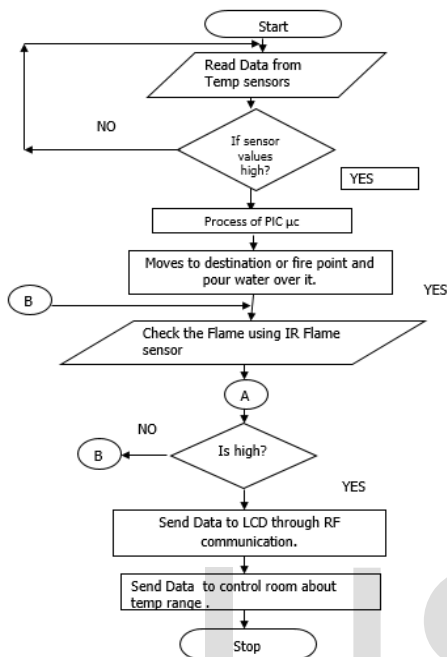 Start
Read Data from
Temp sensors
NO
If sensor
values
high?
YES
Process of PIC µc
Moves to destination or fire point and
pour water over it.
B
YES
Check the Flame using IR Flame
sensor
A
NO
Is high?
B
YES
Send Data to LCD through RF
communication.
Send Data to control room about
temp range .
Stop